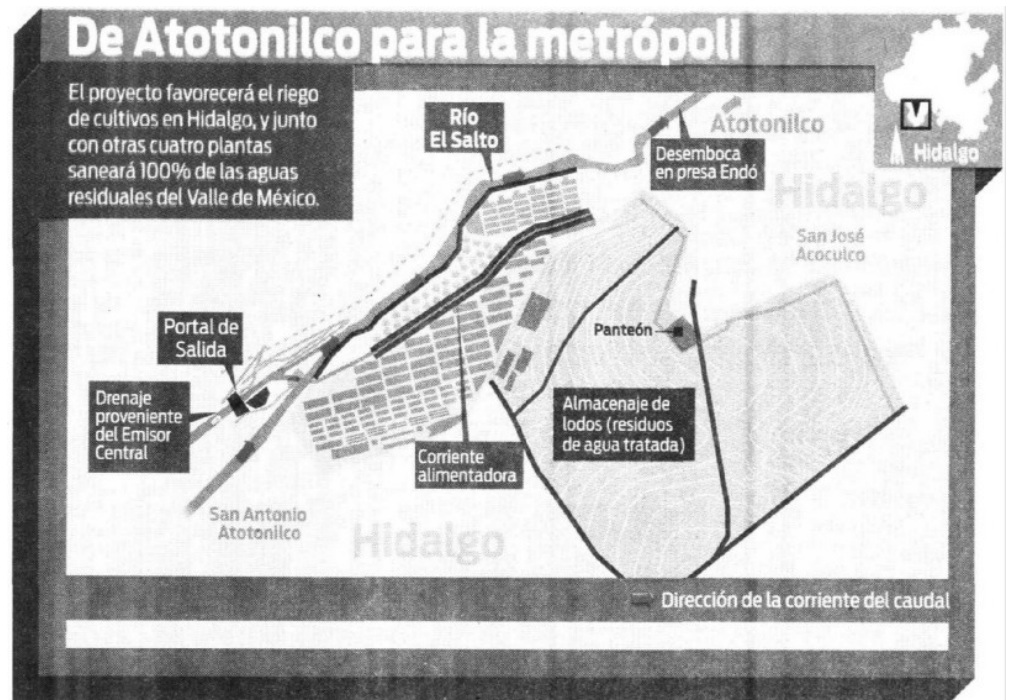 De Atotonilco para la metrópoli
El proyecto favorecerá el riego
de cultivos en Hidalgo, y junto
con otras cuatro plantas
saneará 100% de las aguas
residuales del Valle de México.
Río
El Salto
Atotonilco
Desemboca
en presa Endó
Hidalgo
Hidalgo
San José
Acoculco
Portal de
Salida
Panteón
Drenaje
proveniente
del Emisor
Central
Almacenaje de
lodos (residuos
de agua tratada)
Corriente
alimentadora
San Antonio
Atotonilco
Hidalgo
Dirección de la corriente del caudal